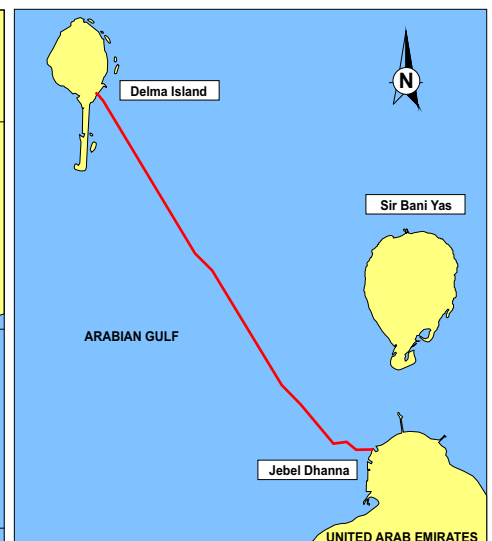 Delma Island
N
Sir Bani Yas
ARABIAN GULF
Jebel Dhanna
UNITED ARAB EMIRATES